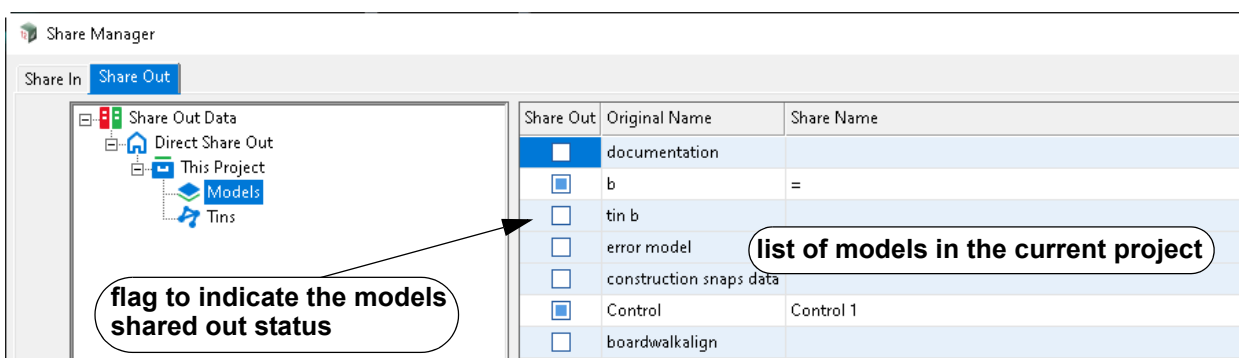 Share Manager
Share In Share Out
Share Out Data
Direct Share Out
This Project
Models
Tins
Share Out Original Name Share Name
documentation
b =
tin b
error model
construction snaps data
Control Control 1
boardwalkalign
list of models in the current project
flag to indicate the models
shared out status